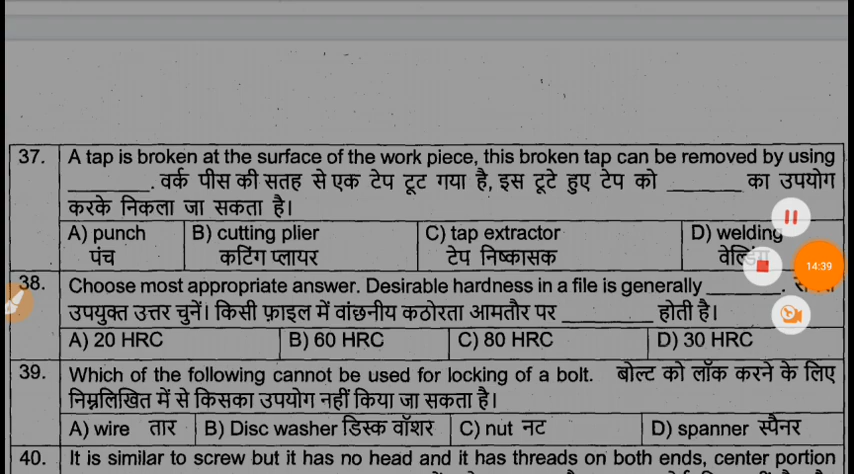 37. A tap is broken at the surface of the work piece, this broken tap can be removed by using
________. वर्क पीस की सतह से एक टेप टूट गया है, इस टूटे हुए टेप को ________ का उपयोग
करके निकला जा सकता है।
A) punch B) cutting plier C) tap extractor D) welding
पंच कटिंग प्लायर टेप निष्कासक
14:39
38. Choose most appropriate answer. Desirable hardness in a file is generally ________.
उपयुक्त उत्तर चुनें। किसी फ़ाइल में वांछनीय कठोरता आमतौर पर ________ होती है।
A) 20 HRC B) 60 HRC C) 80 HRC D) 30 HRC
39. Which of the following cannot be used for locking of a bolt. बोल्ट को लॉक करने के लिए
निम्नलिखित में से किसका उपयोग नहीं किया जा सकता है।
A) wire तार B) Disc washer डिस्क वॉशर C) nut नट D) spanner स्पैनर
40. It is similar to screw but it has no head and it has threads on both ends, center portion